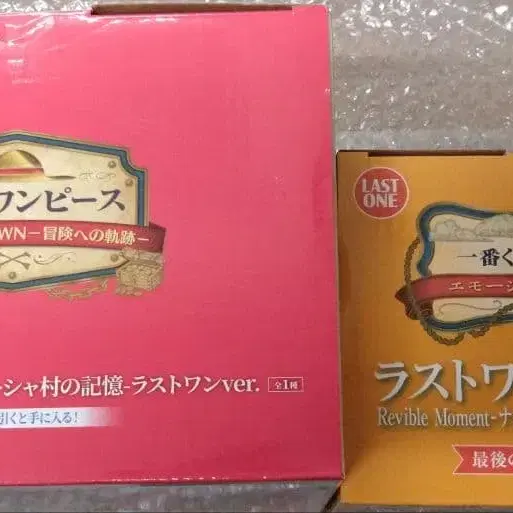 ワンピース
WN－冒険への軌跡－
シャ村の記憶-ラストワンver. 全1種
引くと手に入る!
LAST
ONE
一番く
エモーシ
ラストワ
Revible Moment-ナ
最後の